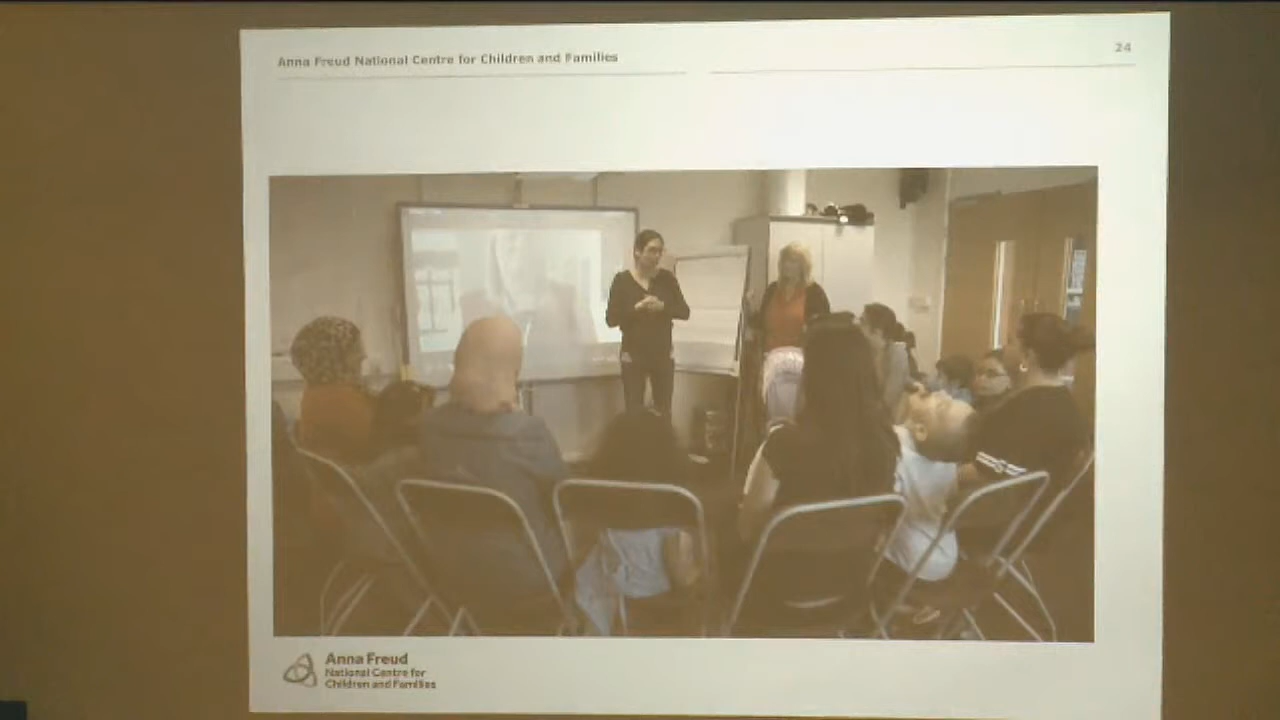 Anna Freud National Centre for Children and Families
24
Anna Freud
National Centre for
Children and Families